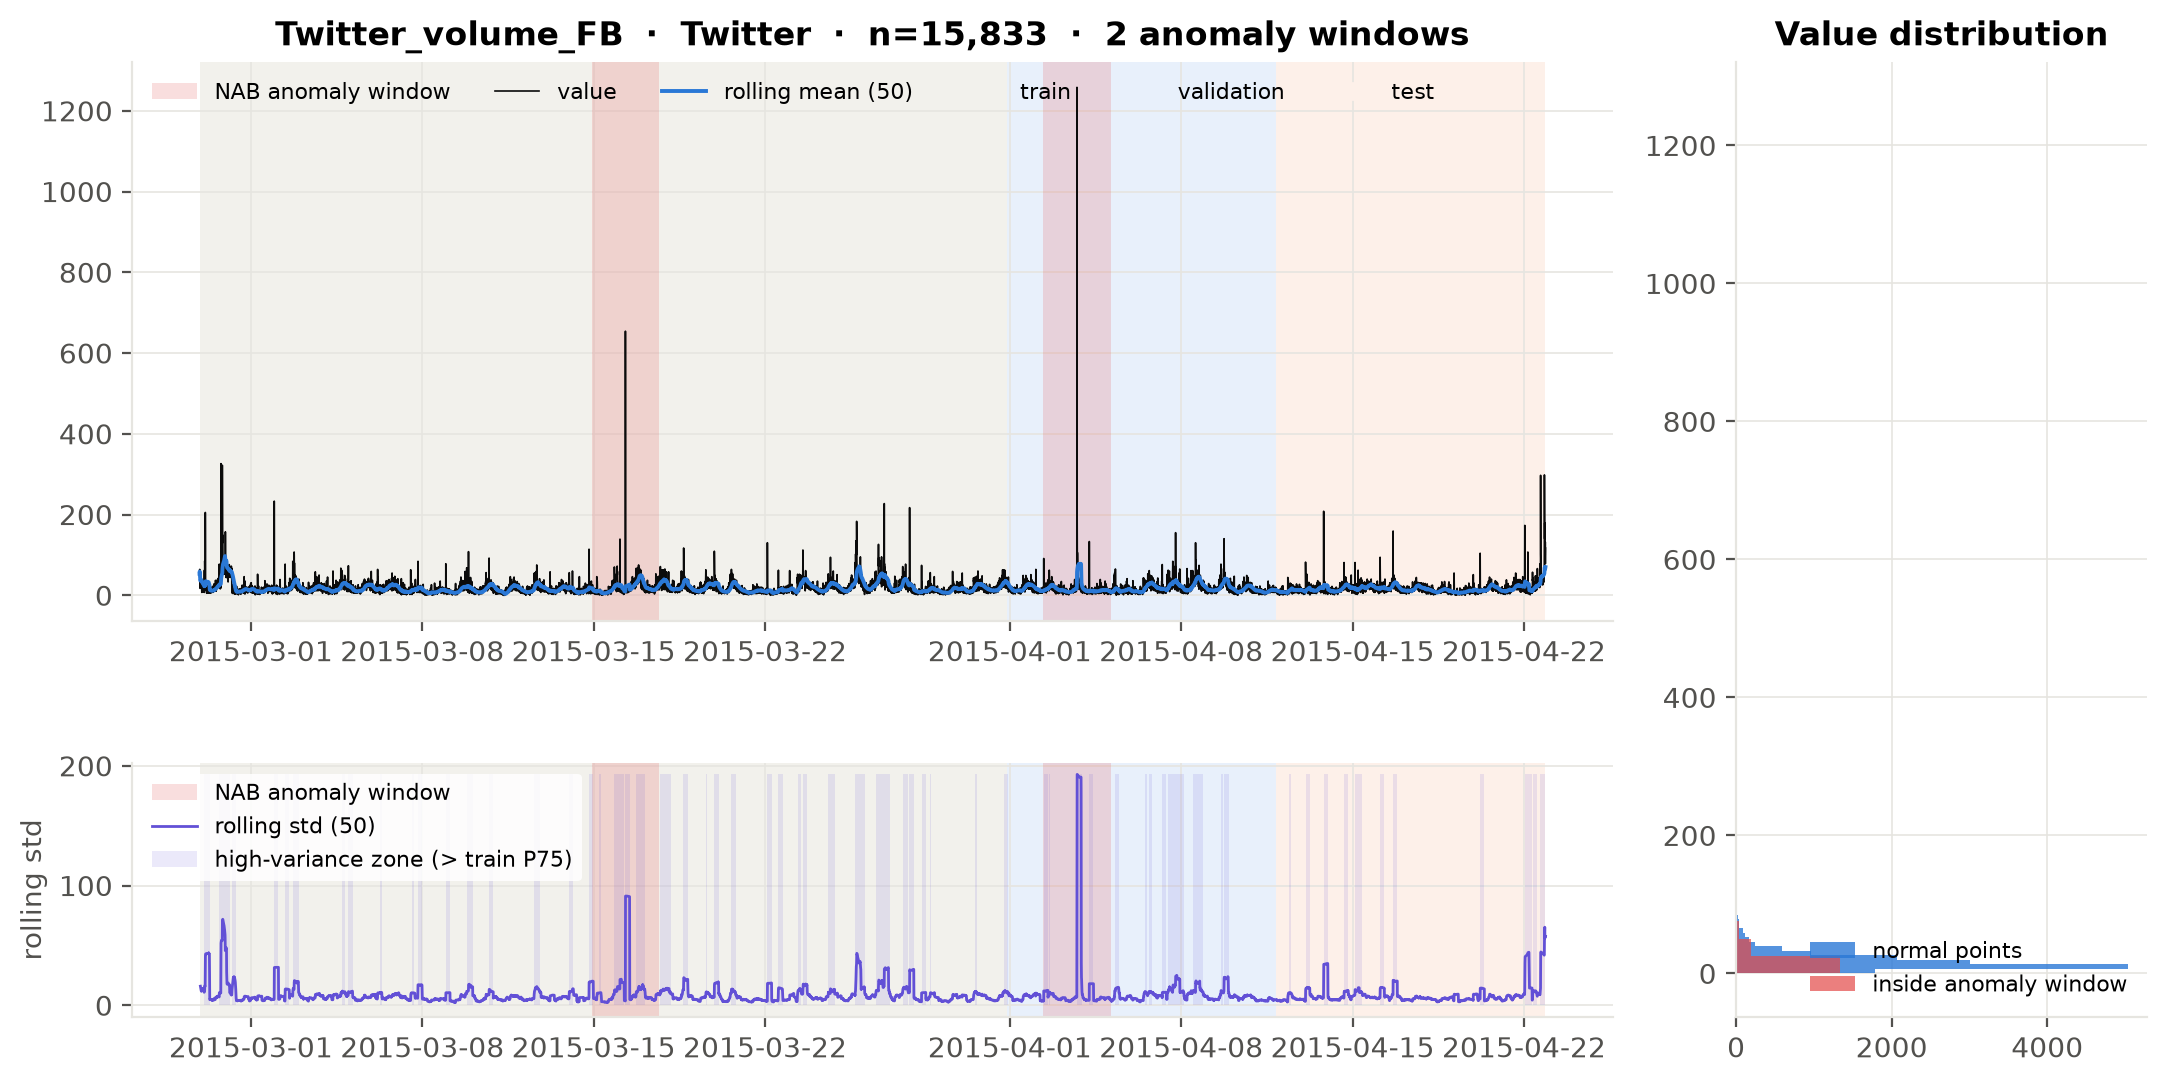 Twitter_volume_FB · Twitter · n=15,833 · 2 anomaly windows
NAB anomaly window
value
rolling mean (50)
train
validation
test
1200
1000
800
600
400
200
0
2015-03-01 2015-03-08 2015-03-15 2015-03-22 2015-04-01 2015-04-08 2015-04-15 2015-04-22
rolling std
NAB anomaly window
rolling std (50)
high-variance zone (> train P75)
200
100
0
2015-03-01 2015-03-08 2015-03-15 2015-03-22 2015-04-01 2015-04-08 2015-04-15 2015-04-22
Value distribution
1200
1000
800
600
400
200
0
normal points
inside anomaly window
0 2000 4000